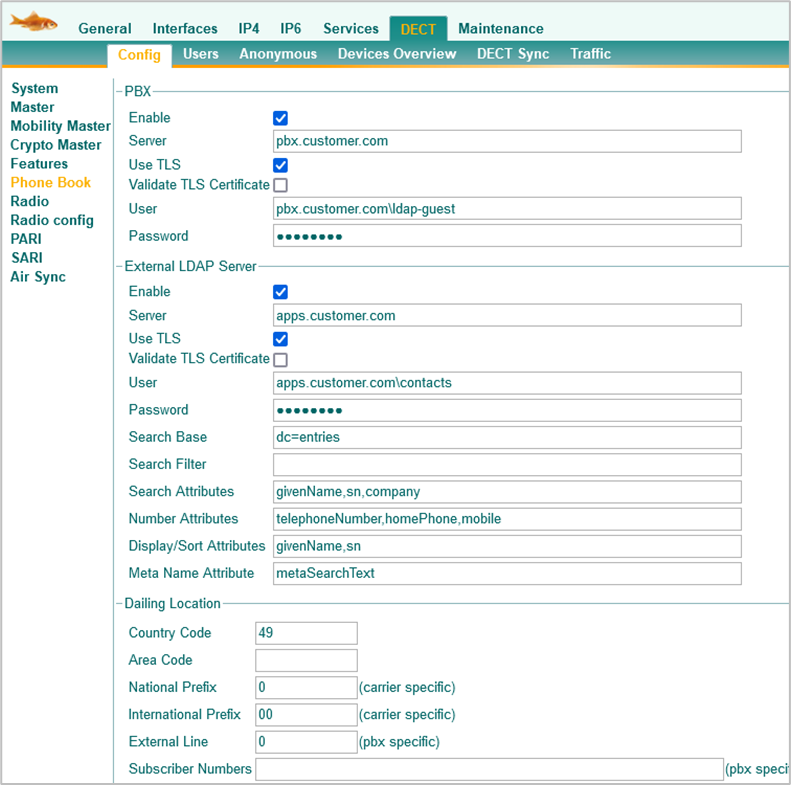 General Interfaces IP4 IP6 Services DECT Maintenance
Config Users Anonymous Devices Overview DECT Sync Traffic
System
Master
Mobility Master
Crypto Master
Features
Phone Book
Radio
Radio config
PARI
SARI
Air Sync
PBX
Enable
Server pbx.customer.com
Use TLS
Validate TLS Certificate
User pbx.customer.com\ldap-guest
Password ••••••••
External LDAP Server
Enable
Server apps.customer.com
Use TLS
Validate TLS Certificate
User apps.customer.com\contacts
Password ••••••••
Search Base dc=entries
Search Filter
Search Attributes givenName,sn,company
Number Attributes telephoneNumber,homePhone,mobile
Display/Sort Attributes givenName,sn
Meta Name Attribute metaSearchText
Dailing Location
Country Code 49
Area Code
National Prefix 0 (carrier specific)
International Prefix 00 (carrier specific)
External Line 0 (pbx specific)
Subscriber Numbers (pbx speci